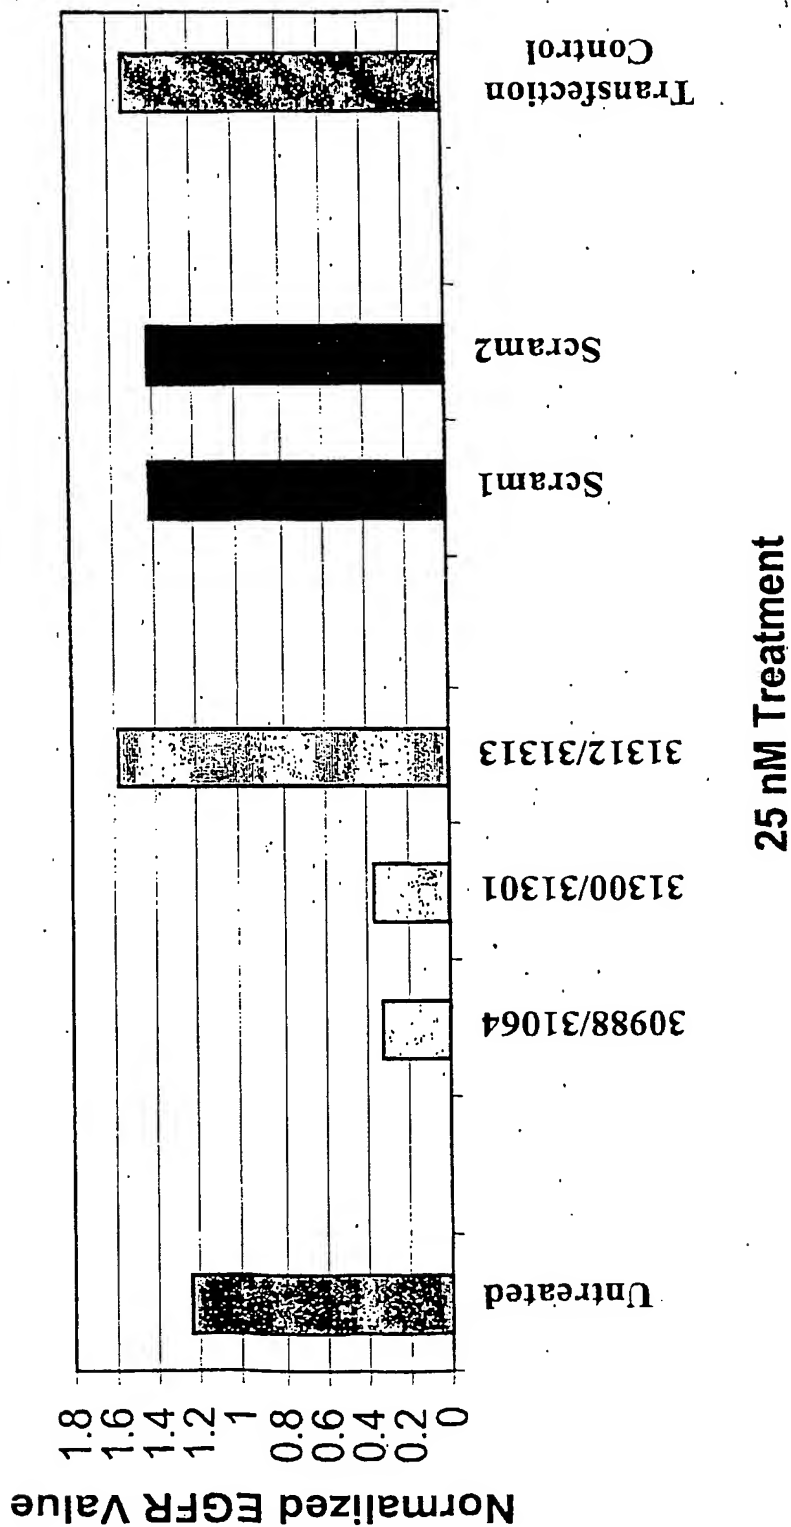 Normalized EGFR Value
1.8
1.6
1.4
1.2
1
0.8
0.6
0.4
0.2
0
Untreated
30988/31064
31300/31301
31312/31313
Scram1
Scram2
Transfection
Control
25 nM Treatment